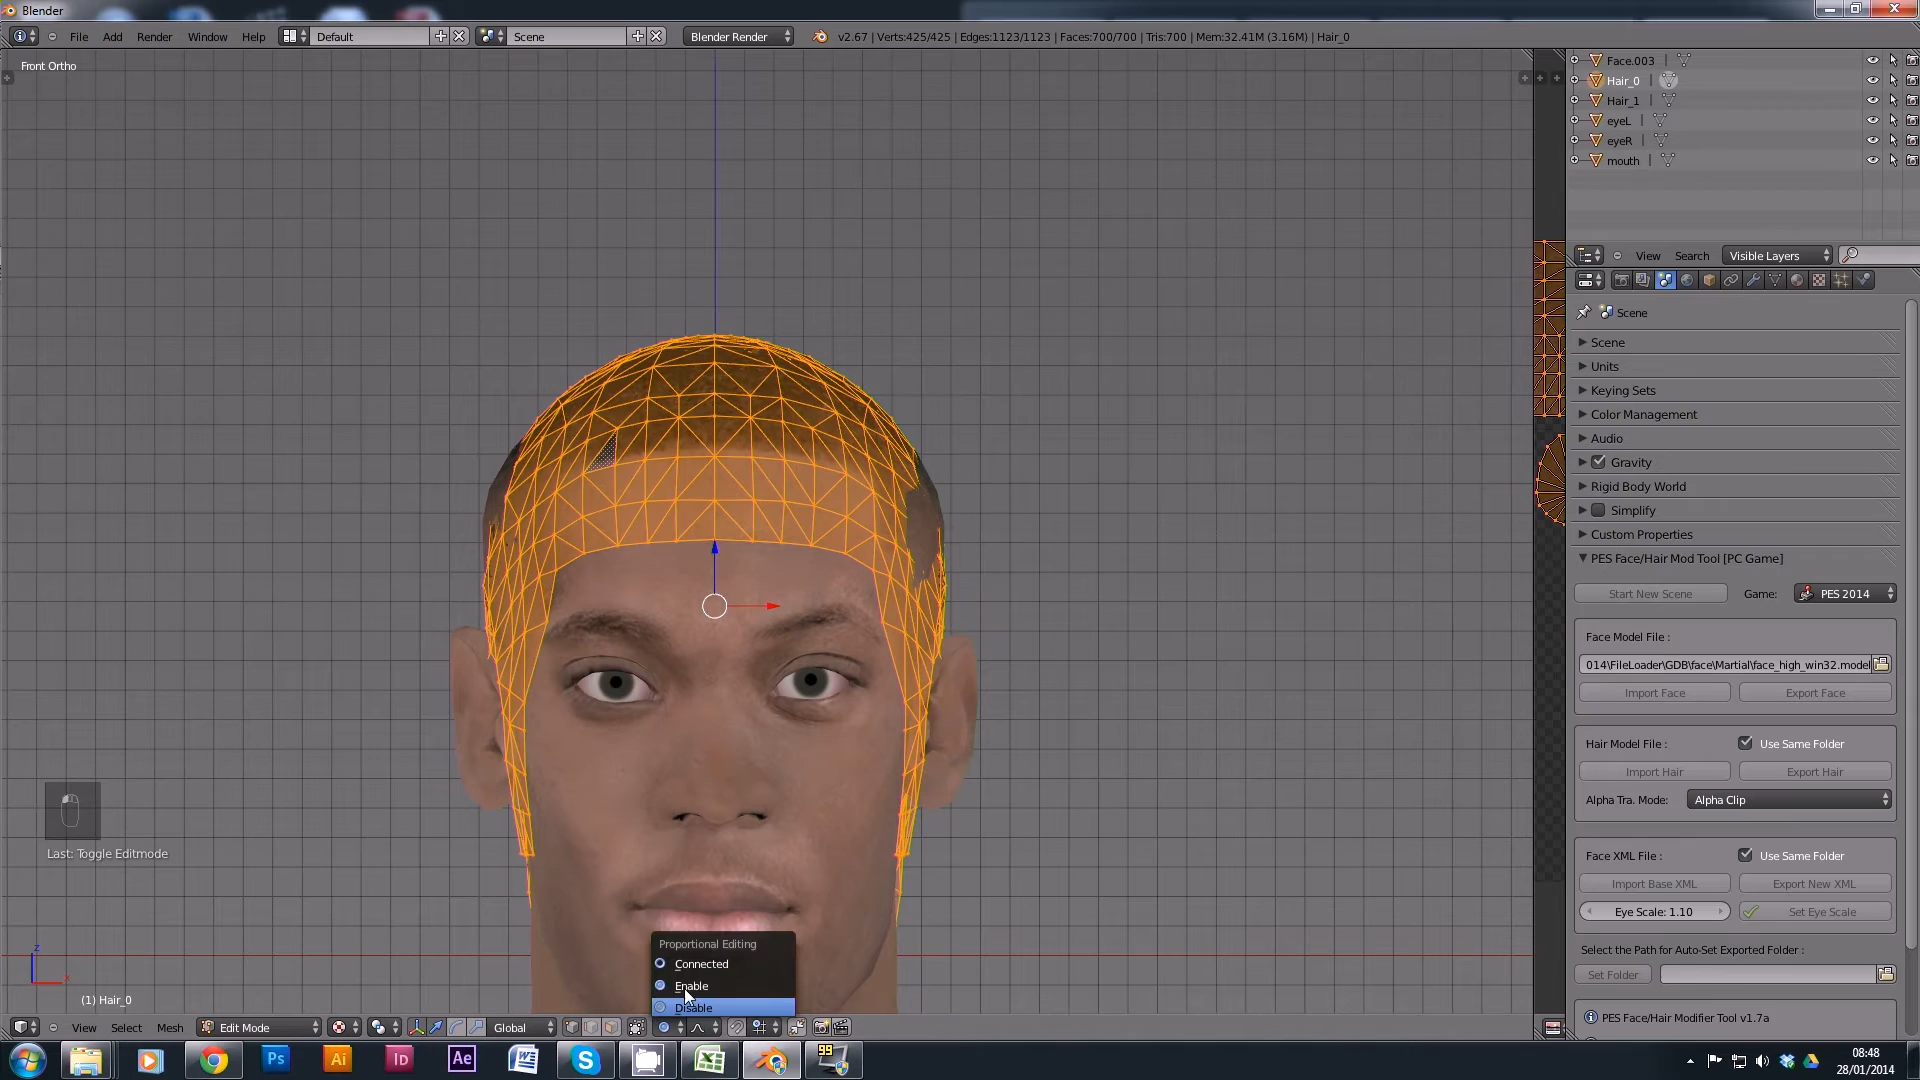 Blender
File Add Render Window Help Default Scene Blender Render v2.67 | Verts:425/425 | Edges:1123/1123 | Faces:700/700 | Tris:700 | Mem:32.41M (3.16M) | Hair_0
Front Ortho
Face.003
Hair_0
Hair_1
eyeL
eyeR
mouth
View Search Visible Layers
Scene
Scene
Units
Keying Sets
Color Management
Audio
Gravity
Rigid Body World
Simplify
Custom Properties
PES Face/Hair Mod Tool [PC Game]
Start New Scene Game: PES 2014
Face Model File :
014\FileLoader\GDB\face\Martial\face_high_win32.model
Import Face Export Face
Hair Model File : Use Same Folder
Import Hair Export Hair
Alpha Tra. Mode: Alpha Clip
Face XML File : Use Same Folder
Import Base XML Export New XML
Eye Scale: 1.10 Set Eye Scale
Select the Path for Auto-Set Exported Folder :
Set Folder
PES Face/Hair Modifier Tool v1.7a
Last: Toggle Editmode
Proportional Editing
Connected
Enable
Disable
z
x
(1) Hair_0
View Select Mesh Edit Mode Global
Ps Ai Id Ae W S X 99
08:48
28/01/2014